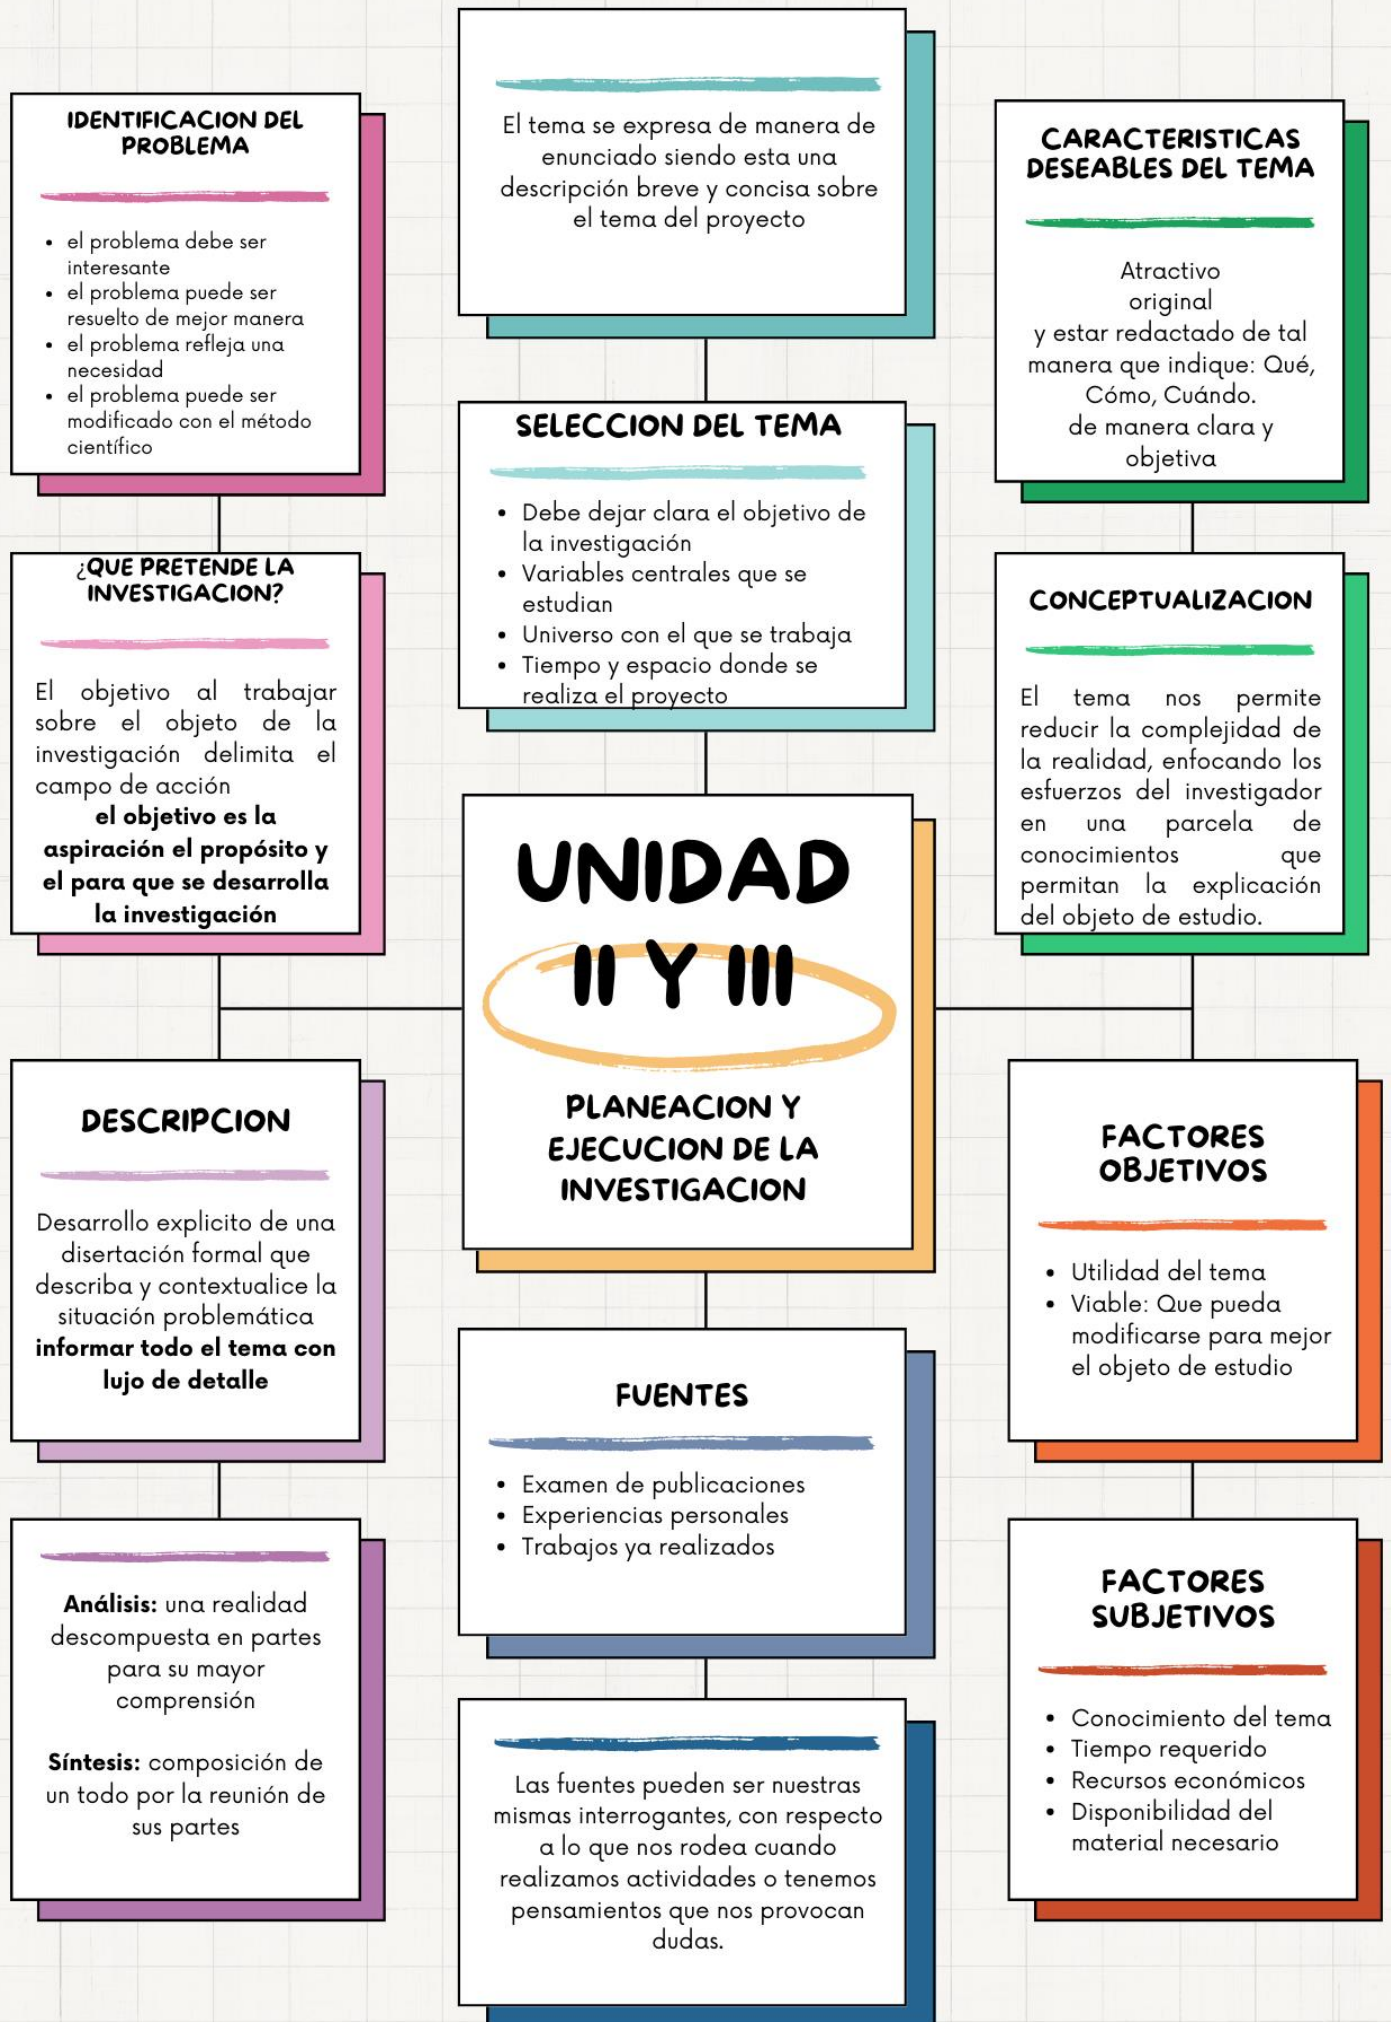 IDENTIFICACION DEL
PROBLEMA
el problema debe ser
interesante
el problema puede ser
resuelto de mejor manera
el problema refleja una
necesidad
el problema puede ser
modificado con el método
científico
¿QUE PRETENDE LA
INVESTIGACION?
El objetivo al trabajar
sobre el objeto de la
investigación delimita el
campo de acción
el objetivo es la
aspiración el propósito y
el para que se desarrolla
la investigación
DESCRIPCION
Desarrollo explicito de una
disertación formal que
describa y contextualice la
situación problemática
informar todo el tema con
lujo de detalle
Análisis: una realidad
descompuesta en partes
para su mayor
comprensión
Síntesis: composición de
un todo por la reunión de
sus partes
El tema se expresa de manera de
enunciado siendo esta una
descripción breve y concisa sobre
el tema del proyecto
SELECCION DEL TEMA
Debe dejar clara el objetivo de
la investigación
Variables centrales que se
estudian
Universo con el que se trabaja
Tiempo y espacio donde se
realiza el proyecto
UNIDAD
II Y III
PLANEACION Y
EJECUCION DE LA
INVESTIGACION
FUENTES
Examen de publicaciones
Experiencias personales
Trabajos ya realizados
Las fuentes pueden ser nuestras
mismas interrogantes, con respecto
a lo que nos rodea cuando
realizamos actividades o tenemos
pensamientos que nos provocan
dudas.
CARACTERISTICAS
DESEABLES DEL TEMA
Atractivo
original
y estar redactado de tal
manera que indique: Qué,
Cómo, Cuándo.
de manera clara y
objetiva
CONCEPTUALIZACION
El tema nos permite
reducir la complejidad de
la realidad, enfocando los
esfuerzos del investigador
en una parcela de
conocimientos que
permitan la explicación
del objeto de estudio.
FACTORES
OBJETIVOS
Utilidad del tema
Viable: Que pueda
modificarse para mejor
el objeto de estudio
FACTORES
SUBJETIVOS
Conocimiento del tema
Tiempo requerido
Recursos económicos
Disponibilidad del
material necesario